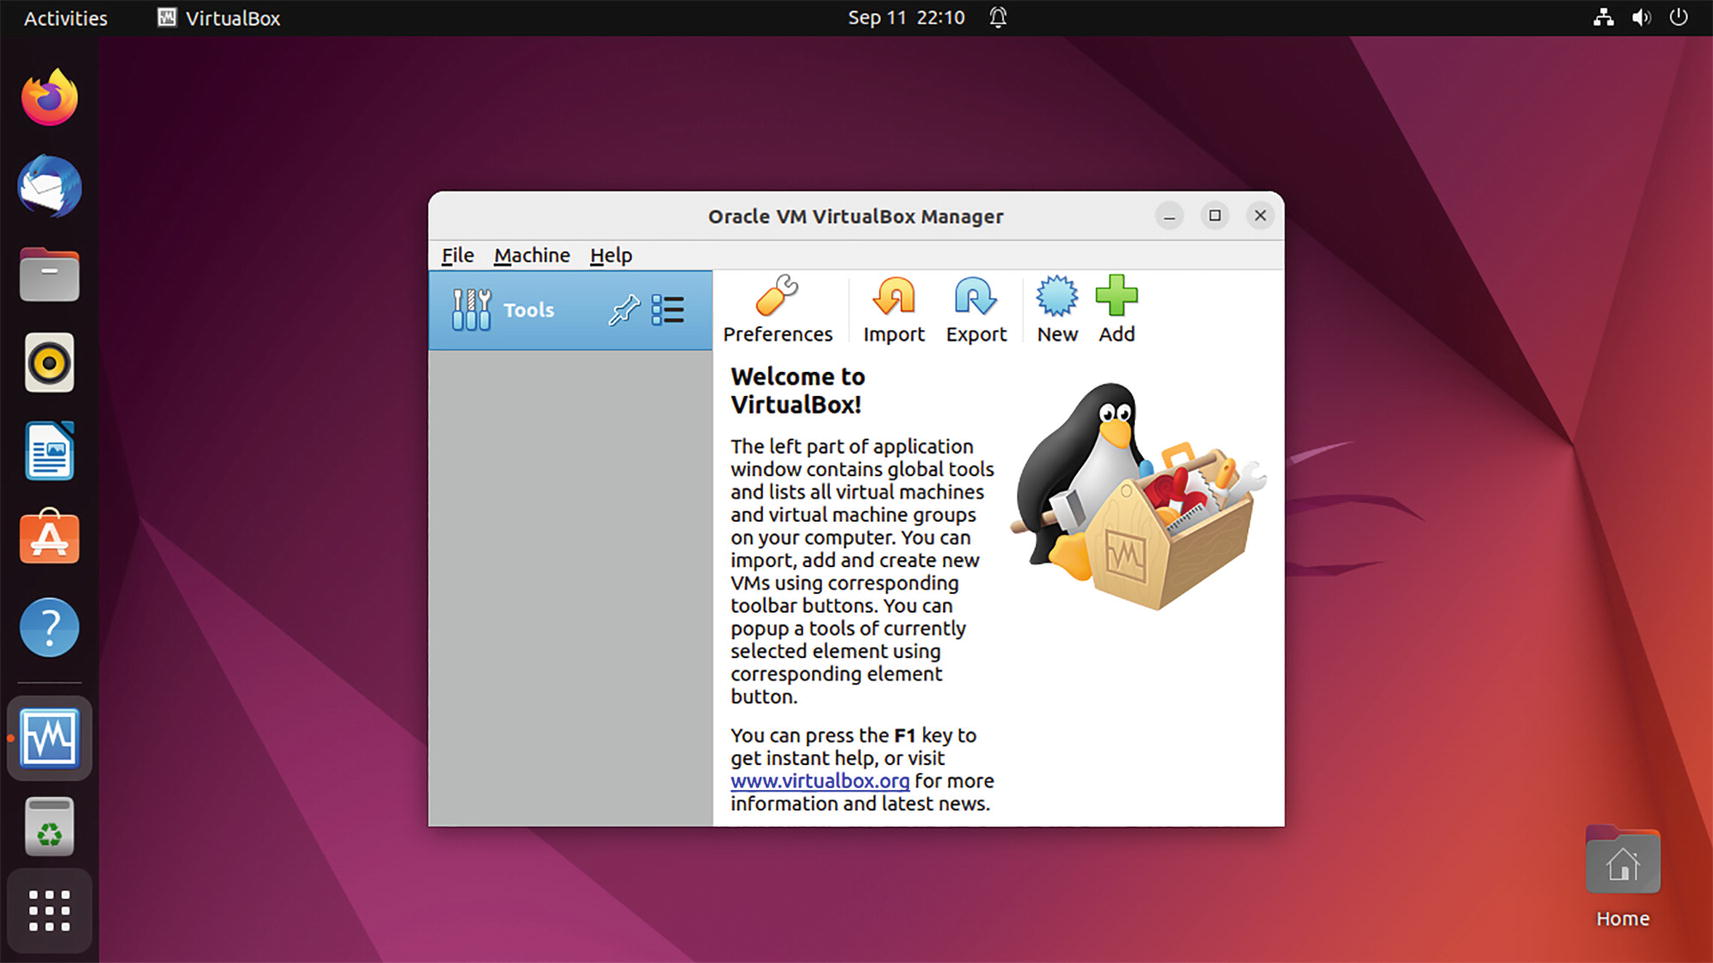 Activities VirtualBox Sep 11 22:10
Oracle VM VirtualBox Manager
File Machine Help
Tools
Preferences Import Export New Add
Welcome to
VirtualBox!
The left part of application
window contains global tools
and lists all virtual machines
and virtual machine groups
on your computer. You can
import, add and create new
VMs using corresponding
toolbar buttons. You can
popup a tools of currently
selected element using
corresponding element
button.
You can press the F1 key to
get instant help, or visit
www.virtualbox.org for more
information and latest news.
Home